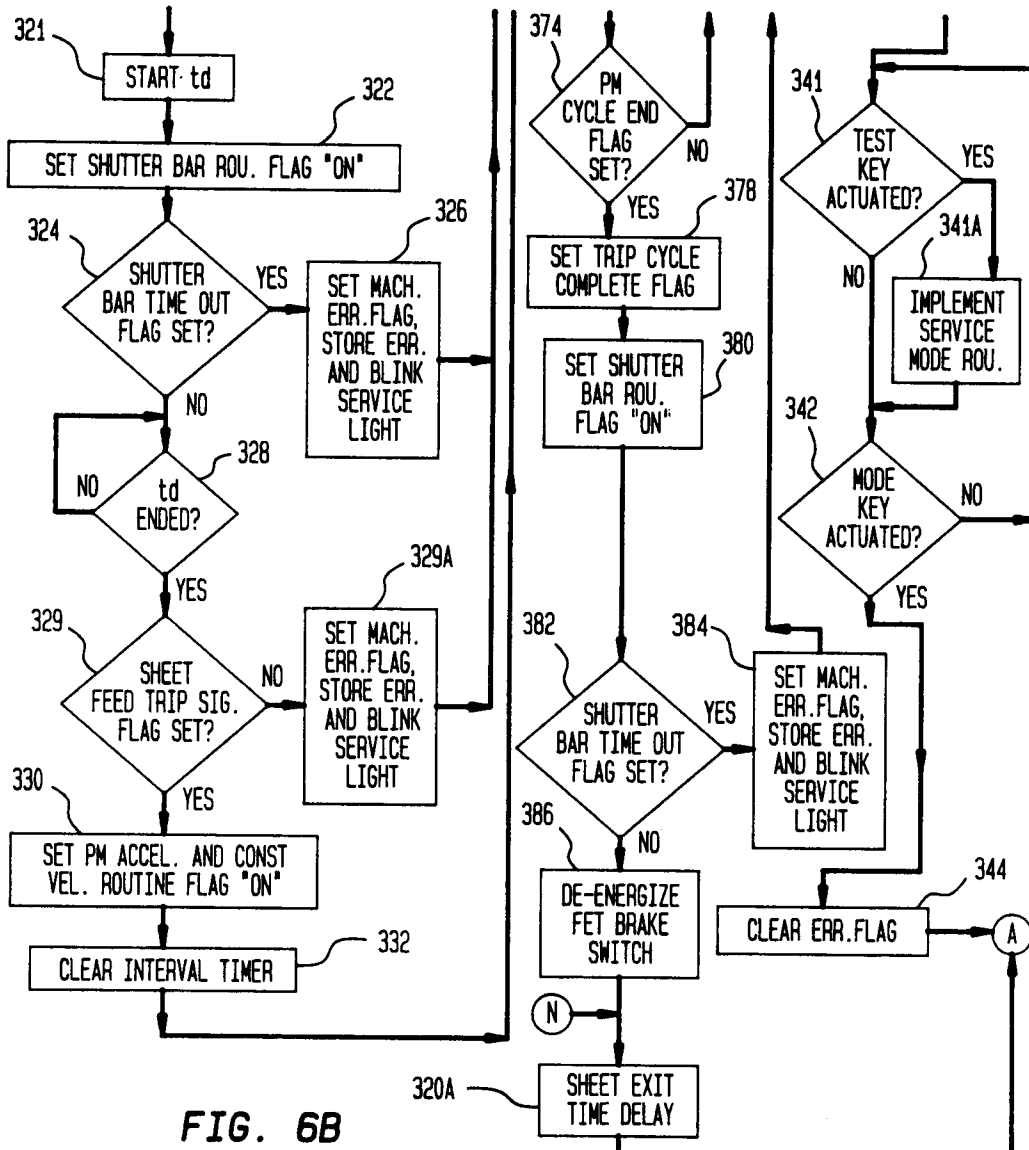 321
START td
322
SET SHUTTER BAR ROU. FLAG "ON"
324
SHUTTER
BAR TIME OUT
FLAG SET?
YES
NO
326
SET MACH.
ERR.FLAG,
STORE ERR.
AND BLINK
SERVICE
LIGHT
328
td
ENDED?
NO
YES
329
SHEET
FEED TRIP SIG.
FLAG SET?
NO
YES
329A
SET MACH.
ERR.FLAG,
STORE ERR.
AND BLINK
SERVICE
LIGHT
330
SET PM ACCEL. AND CONST
VEL. ROUTINE FLAG "ON"
332
CLEAR INTERVAL TIMER
374
PM
CYCLE END
FLAG
SET?
NO
YES
378
SET TRIP CYCLE
COMPLETE FLAG
380
SET SHUTTER
BAR ROU.
FLAG "ON"
382
SHUTTER
BAR TIME OUT
FLAG SET?
YES
NO
384
SET MACH.
ERR.FLAG,
STORE ERR.
AND BLINK
SERVICE
LIGHT
386
DE-ENERGIZE
FET BRAKE
SWITCH
N
320A
SHEET EXIT
TIME DELAY
341
TEST
KEY
ACTUATED?
YES
NO
341A
IMPLEMENT
SERVICE
MODE ROU.
342
MODE
KEY
ACTUATED?
NO
YES
344
CLEAR ERR.FLAG
A
FIG. 6B